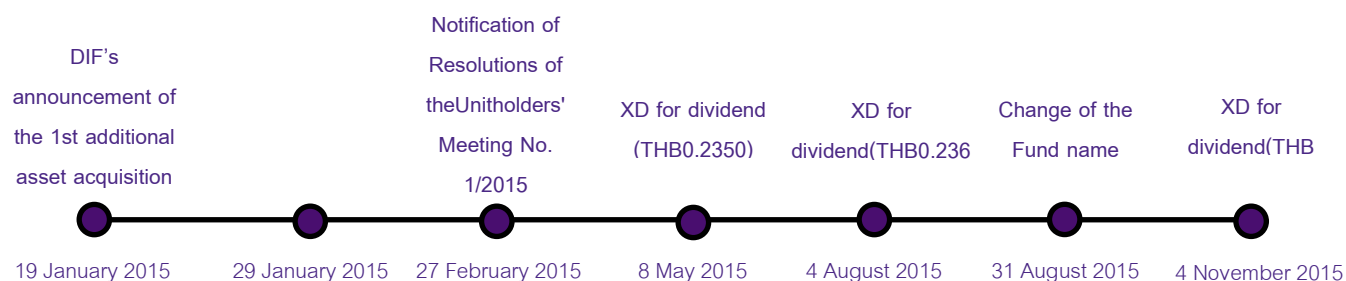 DIF's
announcement of
the 1st additional
asset acquisition
19 January 2015
29 January 2015
Notification of
Resolutions of
theUnitholders'
Meeting No.
1/2015
27 February 2015
XD for dividend
(THB0.2350)
8 May 2015
XD for
dividend(THB0.236
4 August 2015
Change of the
Fund name
31 August 2015
XD for
dividend(THB
4 November 2015